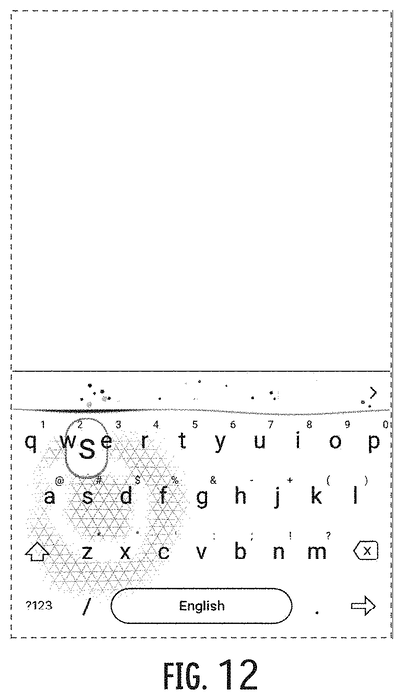 >
1 2 3 4 5 6 7 8 9 0
q w S e r t y u i o p
@ # $ % & - + ( )
a s d f g h j k l
* " ' : ; ! ?
z x c v b n m x
?123 / English .
FIG. 12